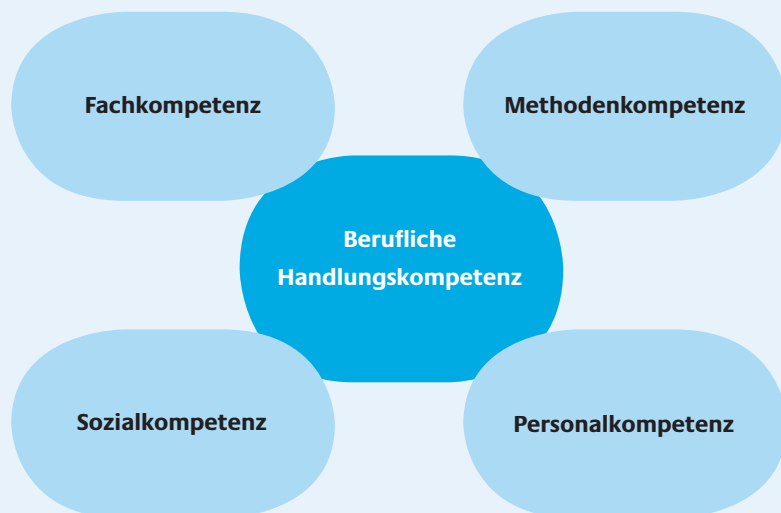 Fachkompetenz
Methodenkompetenz
Berufliche
Handlungskompetenz
Sozialkompetenz
Personalkompetenz